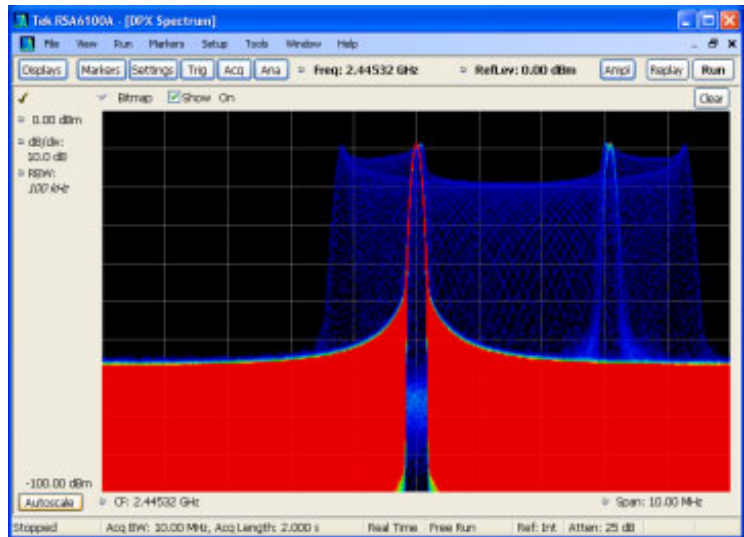 Tek RSA6100A - [DPX Spectrum]
File View Run Markers Setup Tools Window Help
Displays Markers Settings Trig Acq Ana Freq: 2.44532 GHz RefLev: 0.00 dBm Ampl Replay Run
Bitmap Show On Clear
0.00 dBm
dB/div:
10.0 dB
RBW:
100 kHz
-100.00 dBm
Autoscale CF: 2.44532 GHz Span: 10.00 MHz
Stopped Acq BW: 10.00 MHz, Acq Length: 2.000 s Real Time Free Run Ref: Int Atten: 25 dB